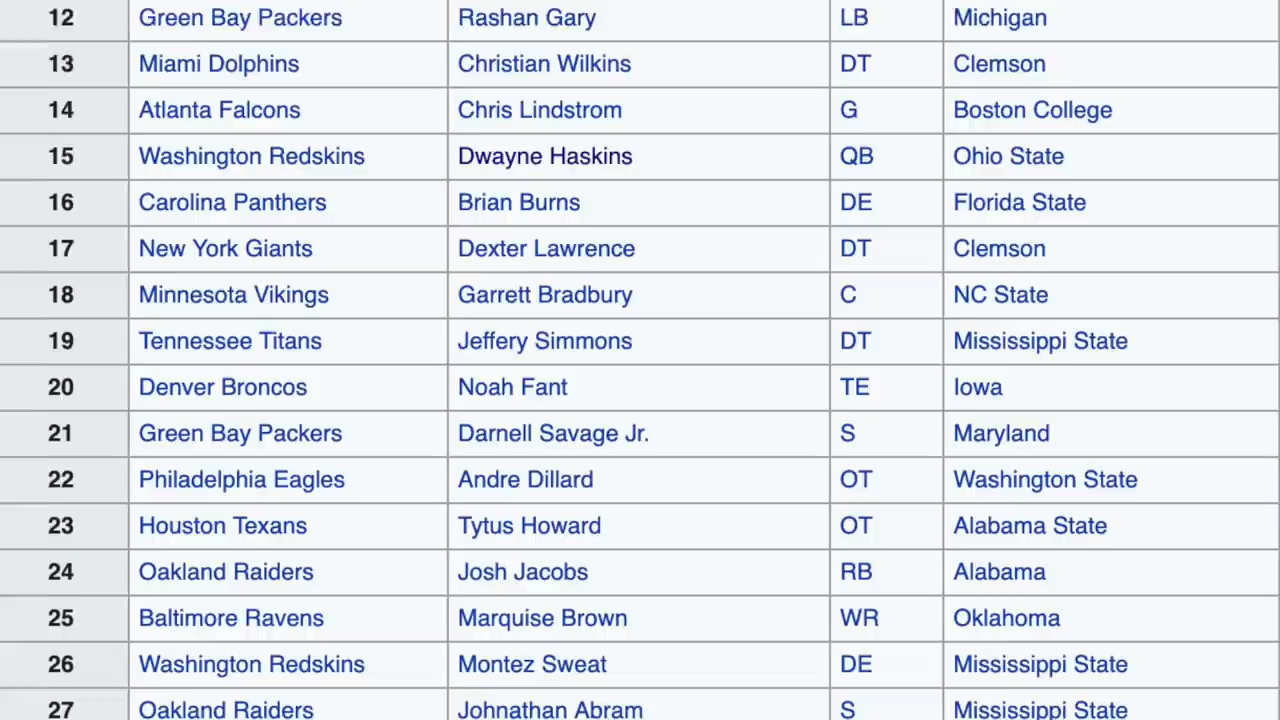 12 Green Bay Packers Rashan Gary LB Michigan
13 Miami Dolphins Christian Wilkins DT Clemson
14 Atlanta Falcons Chris Lindstrom G Boston College
15 Washington Redskins Dwayne Haskins QB Ohio State
16 Carolina Panthers Brian Burns DE Florida State
17 New York Giants Dexter Lawrence DT Clemson
18 Minnesota Vikings Garrett Bradbury C NC State
19 Tennessee Titans Jeffery Simmons DT Mississippi State
20 Denver Broncos Noah Fant TE Iowa
21 Green Bay Packers Darnell Savage Jr. S Maryland
22 Philadelphia Eagles Andre Dillard OT Washington State
23 Houston Texans Tytus Howard OT Alabama State
24 Oakland Raiders Josh Jacobs RB Alabama
25 Baltimore Ravens Marquise Brown WR Oklahoma
26 Washington Redskins Montez Sweat DE Mississippi State
27 Oakland Raiders Johnathan Abram S Mississippi State